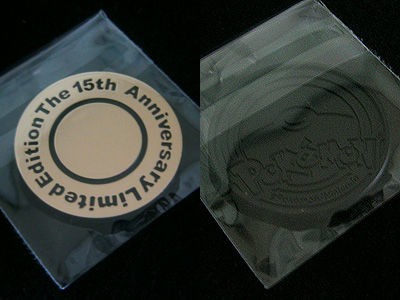 The 15th Anniversary Limited Edition
Pokémon